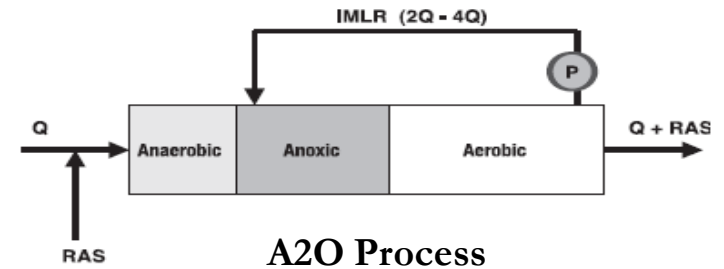 IMLR (2Q - 4Q)
P
Q
Q + RAS
Anaerobic
Anoxic
Aerobic
RAS
A2O Process